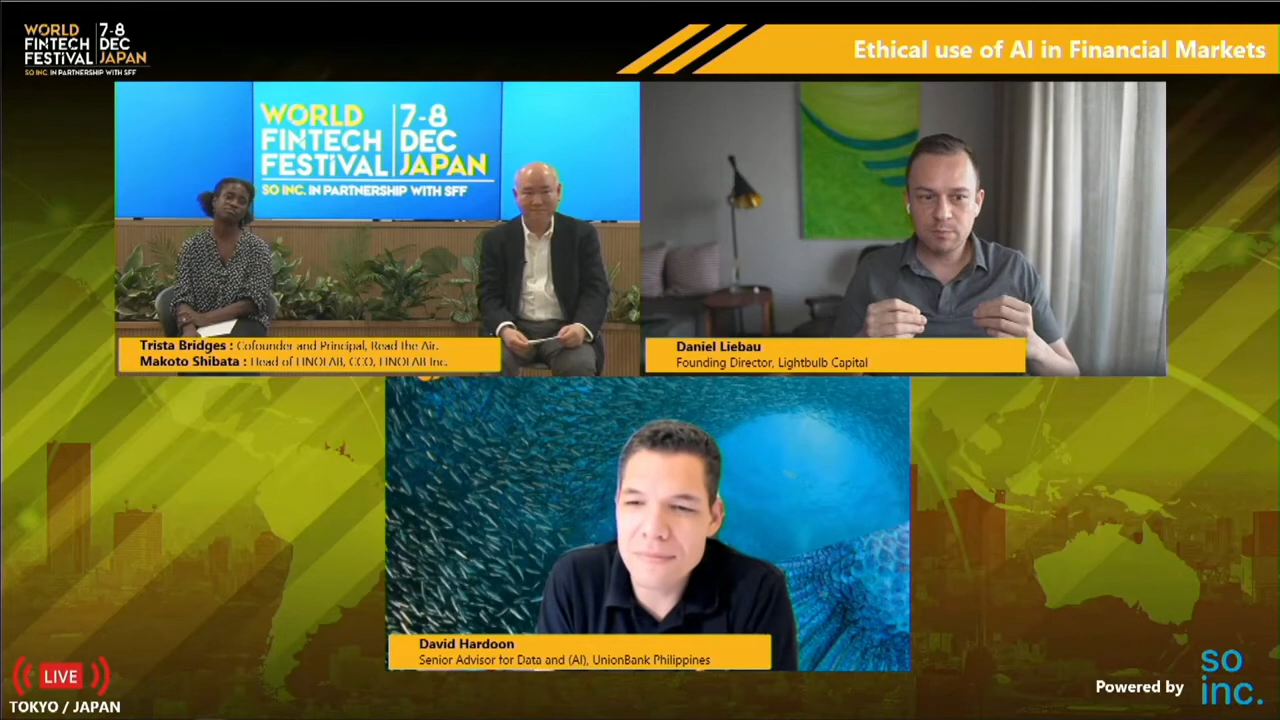 WORLD
FINTECH
FESTIVAL
7-8
DEC
JAPAN
SO INC. IN PARTNERSHIP WITH SFF
Ethical use of AI in Financial Markets
WORLD
FINTECH
FESTIVAL
7-8
DEC
JAPAN
SO INC. IN PARTNERSHIP WITH SFF
Trista Bridges : Cofounder and Principal, Read the Air.
Makoto Shibata : Head of FINOLAB, CCO, FINOLAB Inc.
Daniel Liebau
Founding Director, Lightbulb Capital
David Hardoon
Senior Advisor for Data and (AI), UnionBank Philippines
LIVE
TOKYO / JAPAN
Powered by
so
inc.